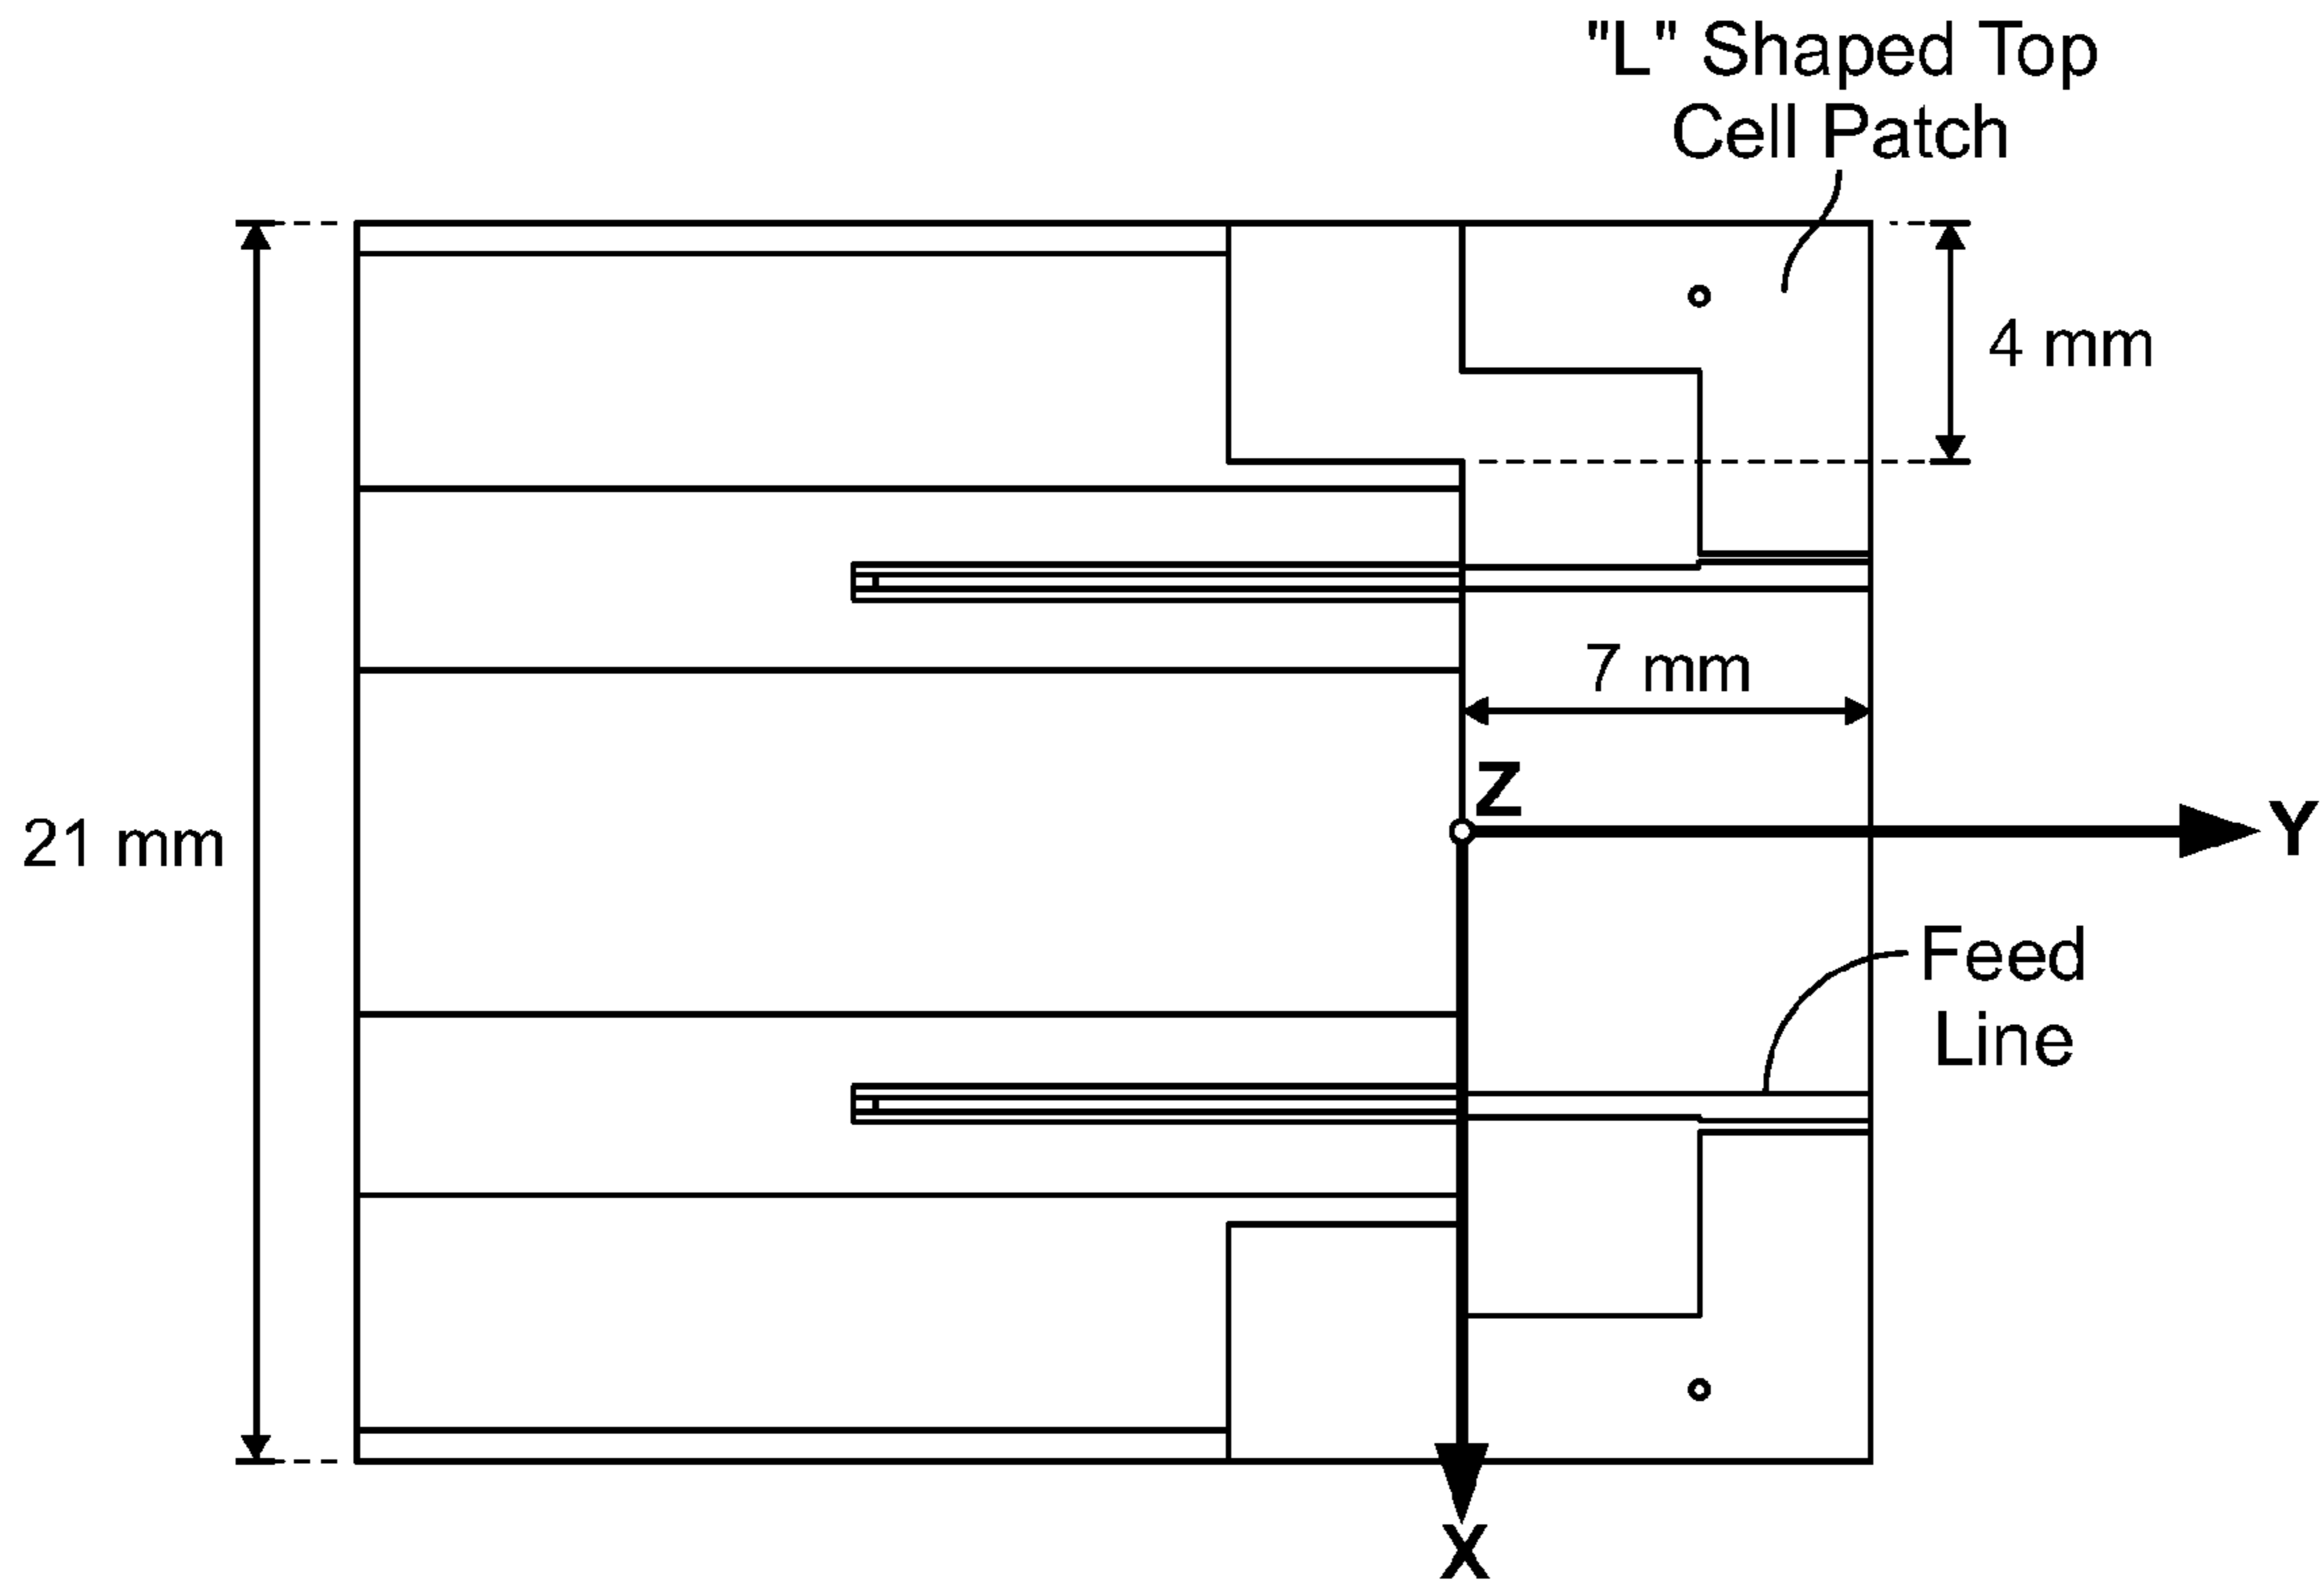 "L" Shaped Top
Cell Patch
4 mm
7 mm
Z
21 mm
Y
Feed
Line
X